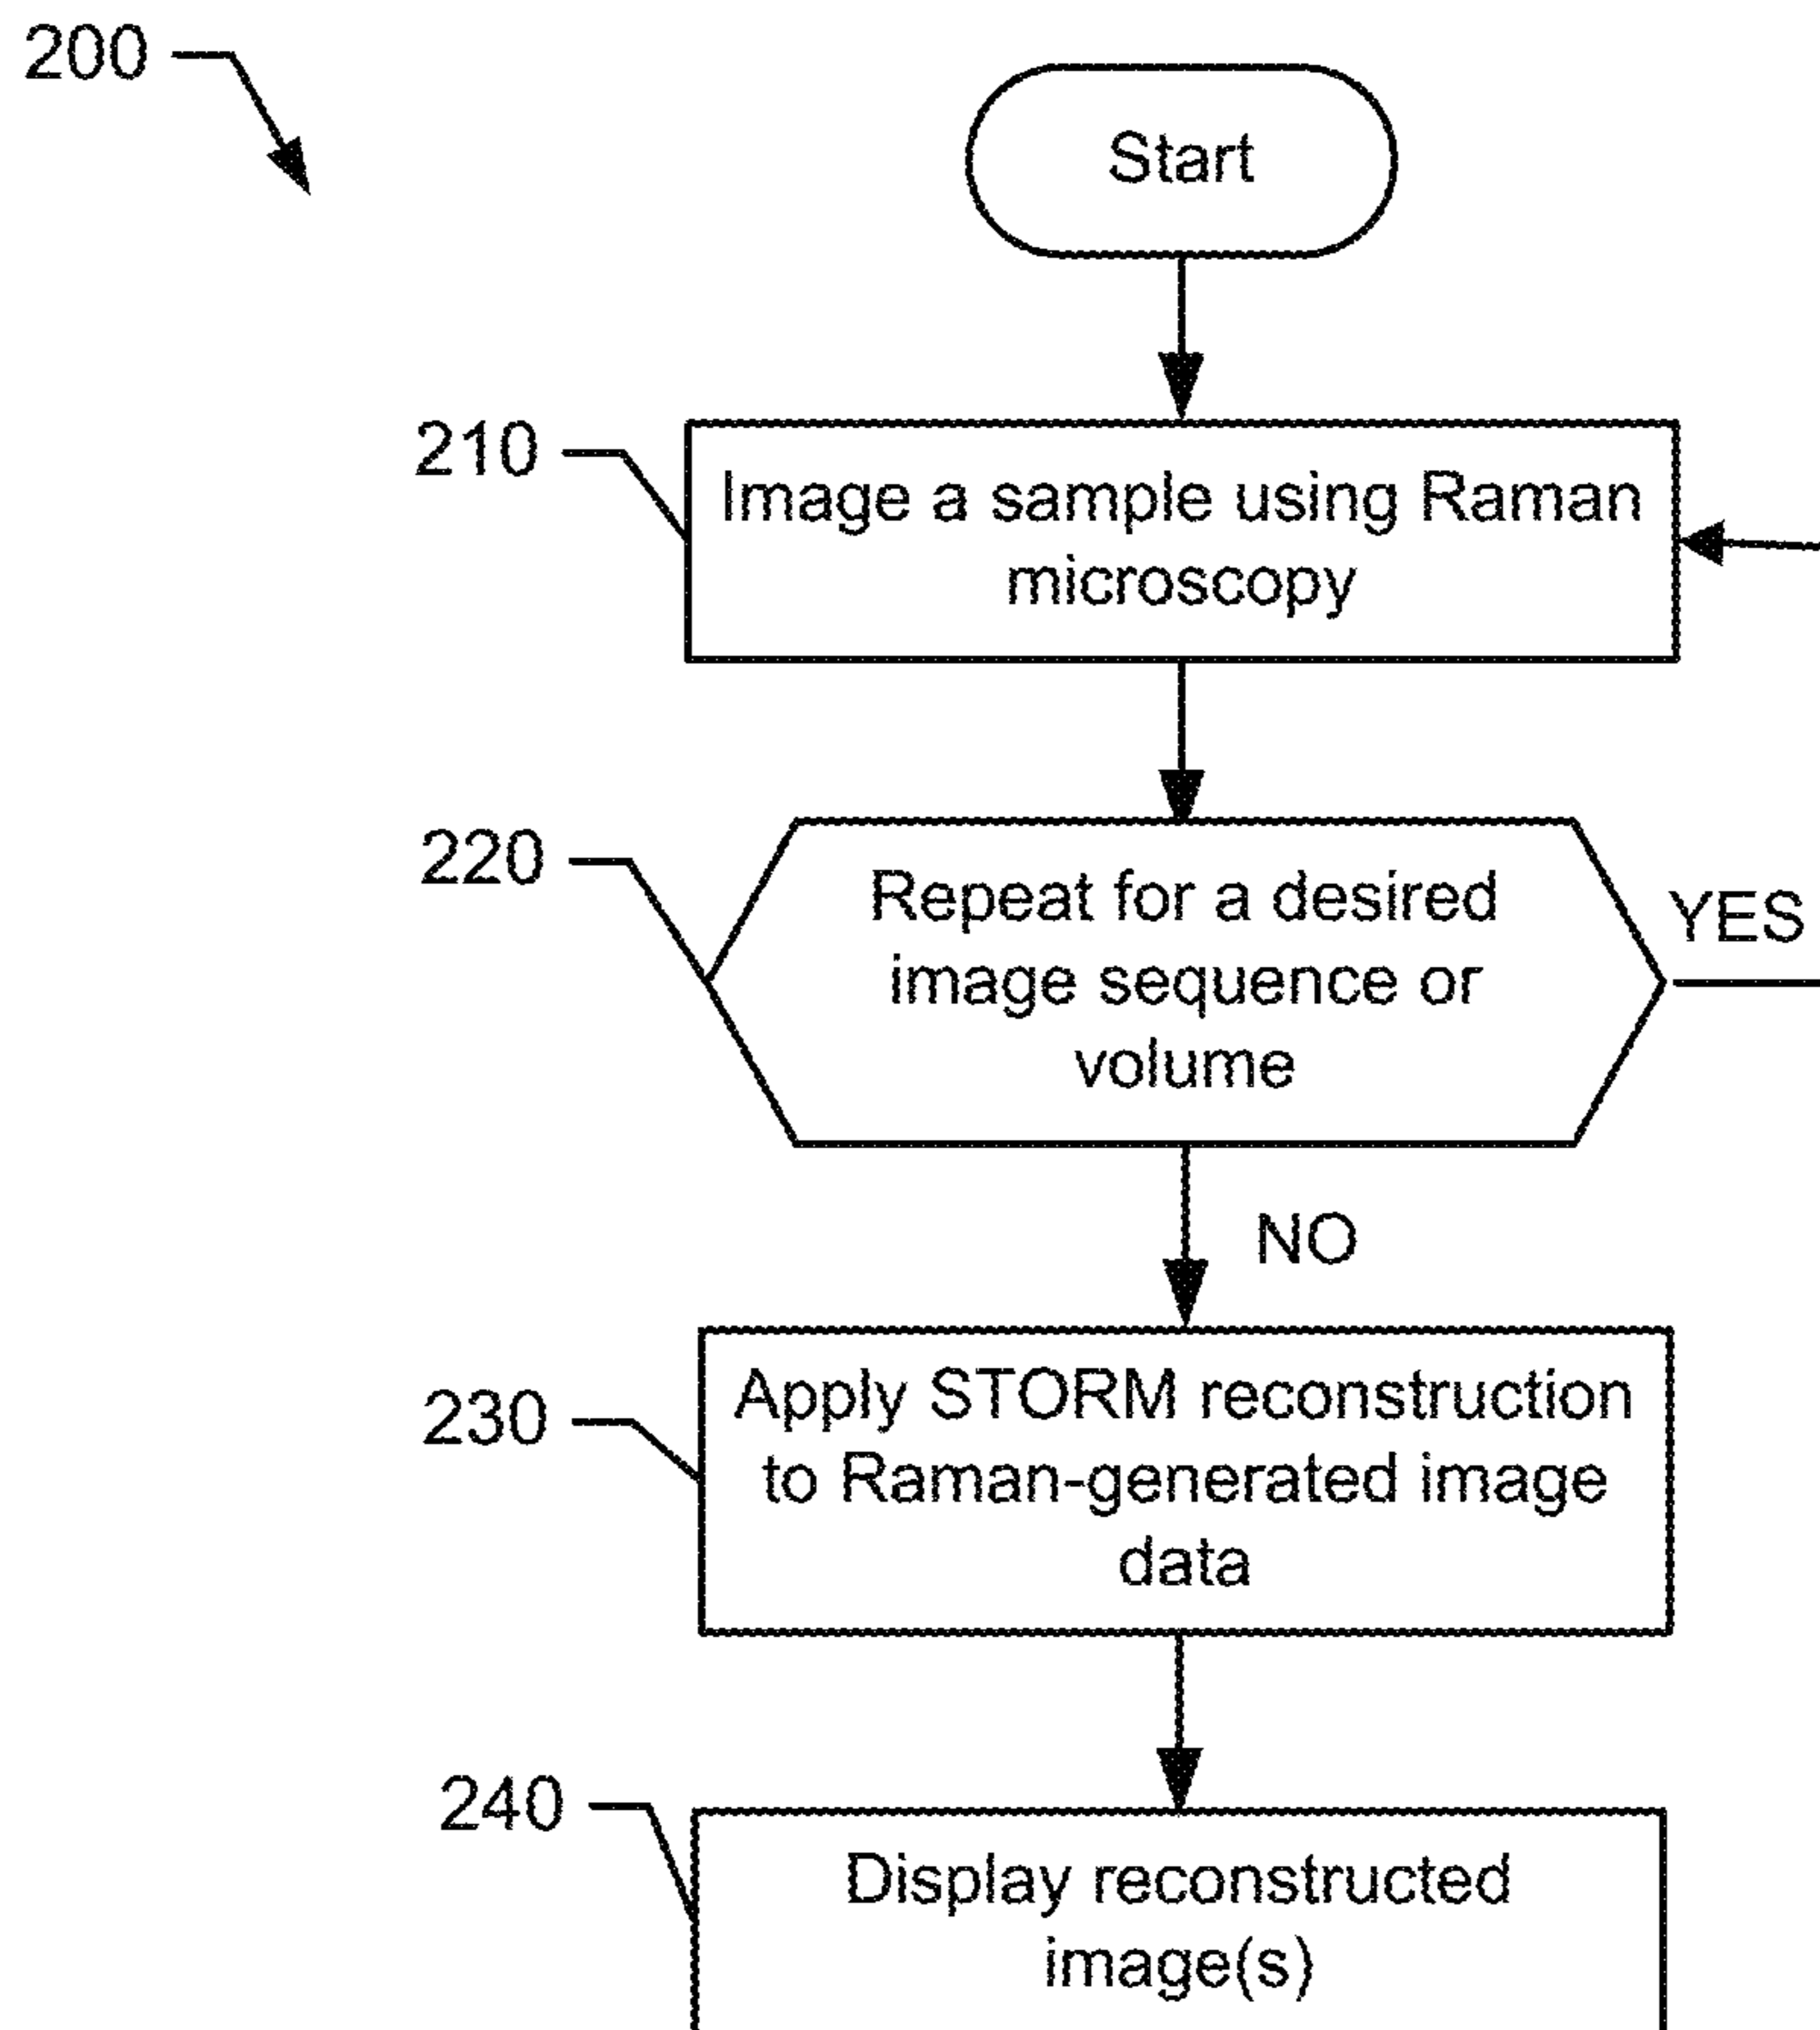 200
Start
210
Image a sample using Raman
microscopy
220
Repeat for a desired
image sequence or
volume
YES
NO
230
Apply STORM reconstruction
to Raman-generated image
data
240
Display reconstructed
image(s)